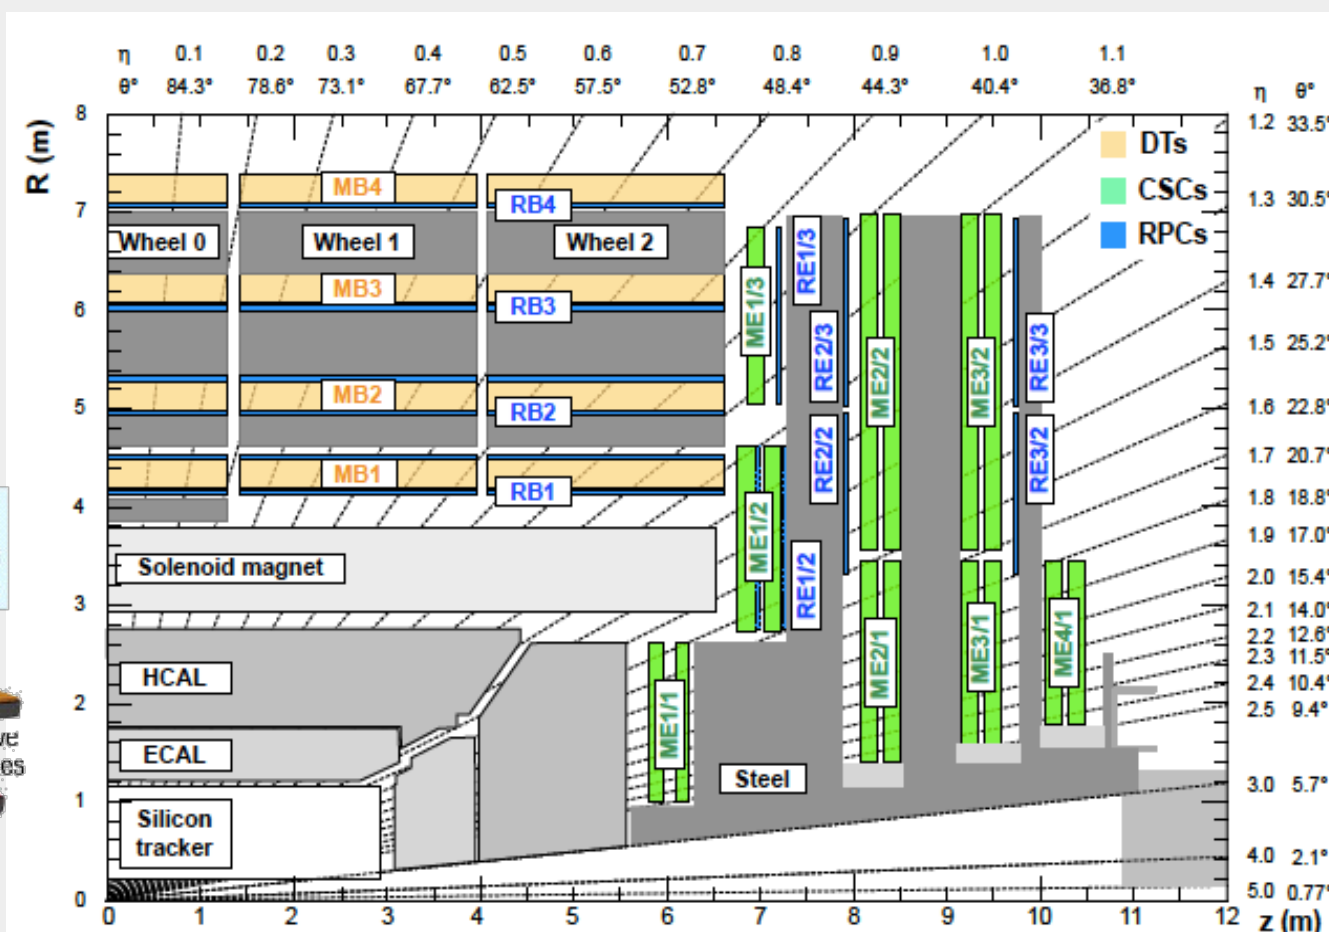 η 0.1 0.2 0.3 0.4 0.5 0.6 0.7 0.8 0.9 1.0 1.1
θ° 84.3° 78.6° 73.1° 67.7° 62.5° 57.5° 52.8° 48.4° 44.3° 40.4° 36.8°
η θ°
R (m)
8
7
6
5
4
3
2
1
0
1.2 33.5°
1.3 30.5°
1.4 27.7°
1.5 25.2°
1.6 22.8°
1.7 20.7°
1.8 18.8°
1.9 17.0°
2.0 15.4°
2.1 14.0°
2.2 12.6°
2.3 11.5°
2.4 10.4°
2.5 9.4°
3.0 5.7°
4.0 2.1°
5.0 0.77°
DTs
CSCs
RPCs
MB4
RB4
Wheel 0
Wheel 1
Wheel 2
MB3
RB3
MB2
RB2
MB1
RB1
Solenoid magnet
HCAL
ECAL
Silicon
tracker
Steel
ME1/3
RE1/3
RE2/3
ME2/2
ME3/2
RE3/3
ME1/2
RE2/2
RE3/2
RE1/2
ME1/1
ME2/1
ME3/1
ME4/1
es
0 1 2 3 4 5 6 7 8 9 10 11 12
z (m)